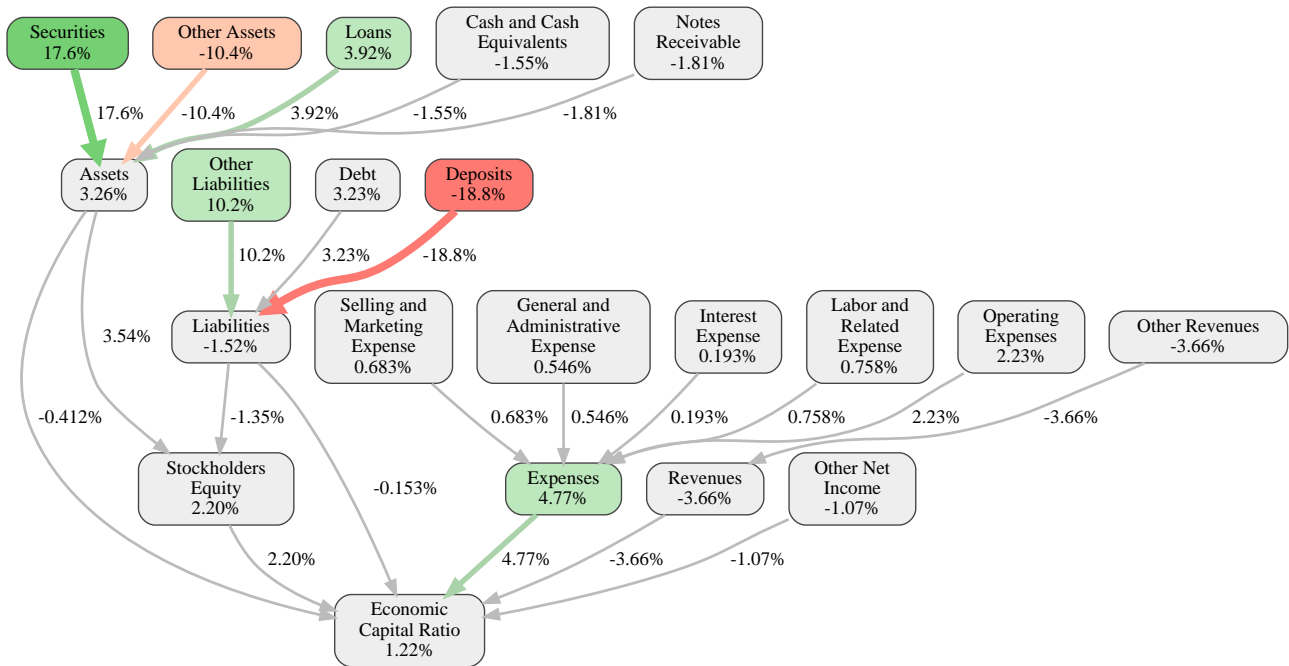 Securities
17.6%
Other Assets
-10.4%
Loans
3.92%
Cash and Cash
Equivalents
-1.55%
Notes
Receivable
-1.81%
17.6%
-10.4%
3.92%
-1.55%
-1.81%
Assets
3.26%
Other
Liabilities
10.2%
Debt
3.23%
Deposits
-18.8%
10.2%
3.23%
-18.8%
3.54%
Liabilities
-1.52%
Selling and
Marketing
Expense
0.683%
General and
Administrative
Expense
0.546%
Interest
Expense
0.193%
Labor and
Related
Expense
0.758%
Operating
Expenses
2.23%
Other Revenues
-3.66%
-0.412%
-1.35%
0.683%
0.546%
0.193%
0.758%
2.23%
-3.66%
Stockholders
Equity
2.20%
-0.153%
Expenses
4.77%
Revenues
-3.66%
Other Net
Income
-1.07%
2.20%
4.77%
-3.66%
-1.07%
Economic
Capital Ratio
1.22%